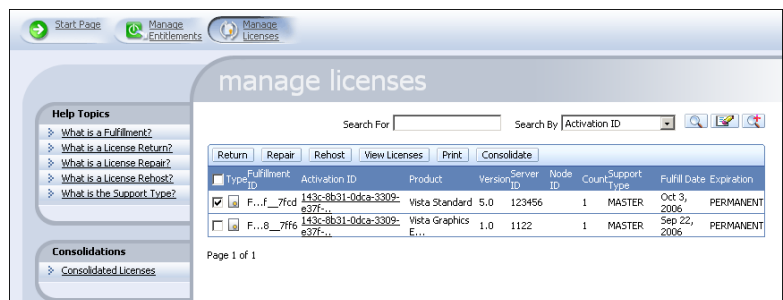 Start Page
Manage Entitlements
Manage Licenses
manage licenses
Help Topics
What is a Fulfillment?
What is a License Return?
What is a License Repair?
What is a License Rehost?
What is the Support Type?
Consolidations
Consolidated Licenses
Search For
Search By Activation ID
Return Repair Rehost View Licenses Print Consolidate
Type Fulfillment ID Activation ID Product Version Server ID Node ID Count Support Type Fulfill Date Expiration
F...f__7fcd 143c-8b31-0dca-3309-e37f-.. Vista Standard 5.0 123456 1 MASTER Oct 3, 2006 PERMANENT
F...8__7ff6 143c-8b31-0dca-3309-e37f-.. Vista Graphics E... 1.0 1122 1 MASTER Sep 22, 2006 PERMANENT
Page 1 of 1